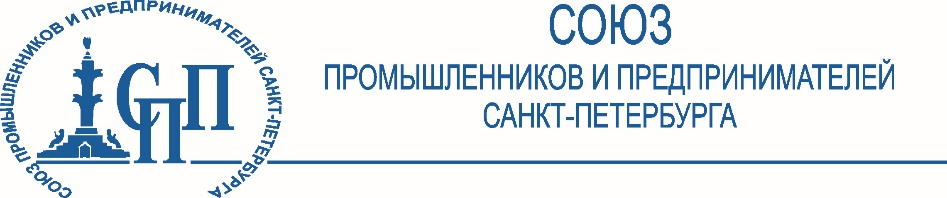 СОЮЗ ПРОМЫШЛЕННИКОВ И ПРЕДПРИНИМАТЕЛЕЙ САНКТ-ПЕТЕРБУРГА
СПП
СОЮЗ
ПРОМЫШЛЕННИКОВ И ПРЕДПРИНИМАТЕЛЕЙ
САНКТ-ПЕТЕРБУРГА